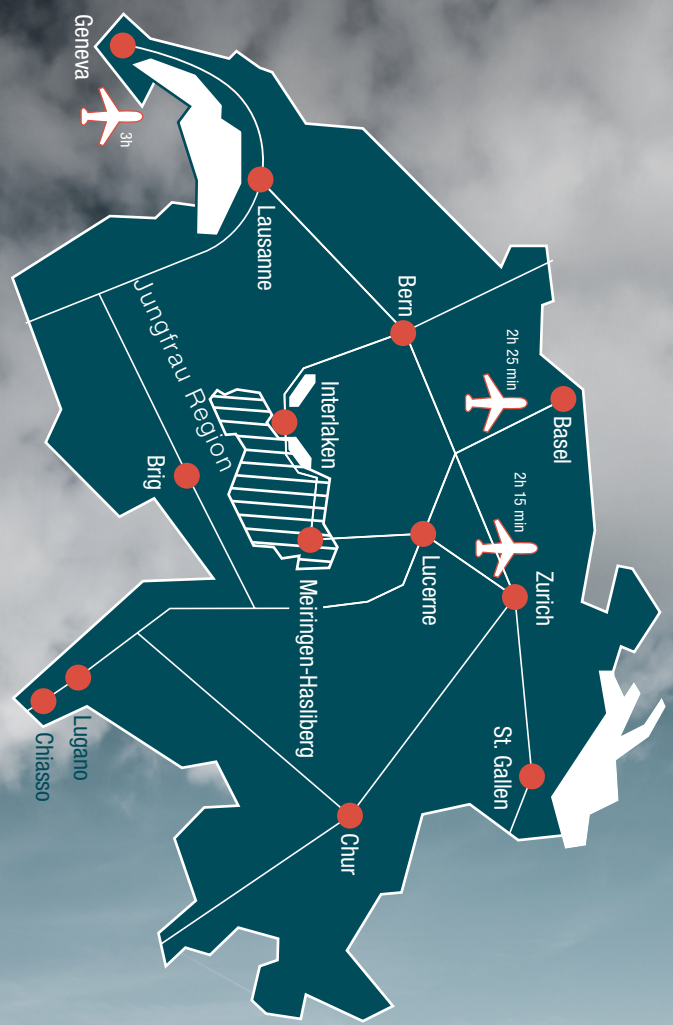 Basel
2h 25 min
Zurich
2h 15 min
St. Gallen
Bern
Lucerne
Interlaken
Meiringen-Hasliberg
Chur
Lausanne
Jungfrau Region
Brig
Geneva
3h
Lugano
Chiasso